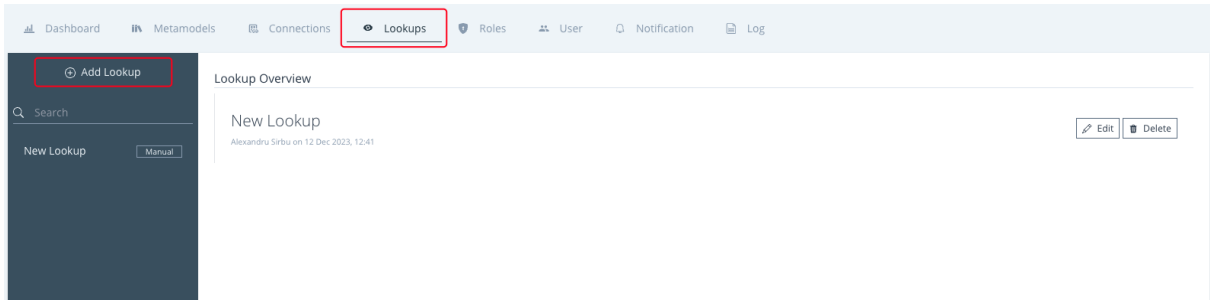 Dashboard Metamodels Connections Lookups Roles User Notification Log
Add Lookup
Search
New Lookup Manual
Lookup Overview
New Lookup
Alexandru Sirbu on 12 Dec 2023, 12:41
Edit Delete